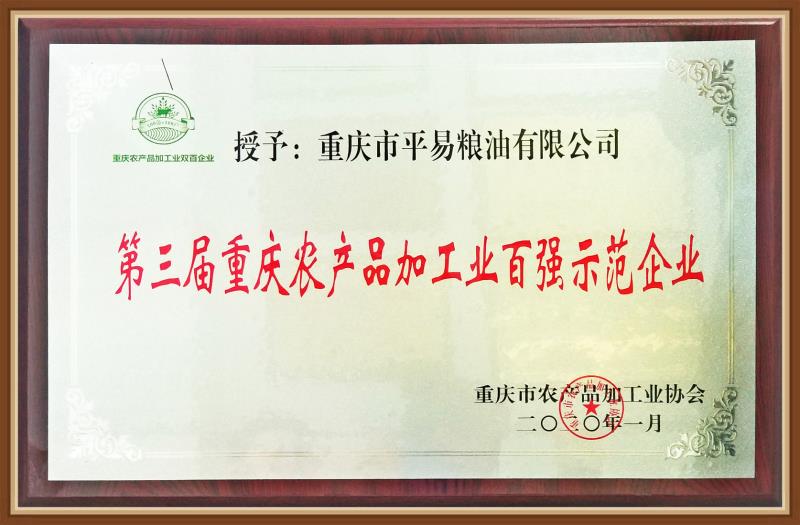 重庆农产品加工业双百企业
授予：重庆市平易粮油有限公司
第三届重庆农产品加工业百强示范企业
重庆市农产品加工业协会
二〇二〇年一月